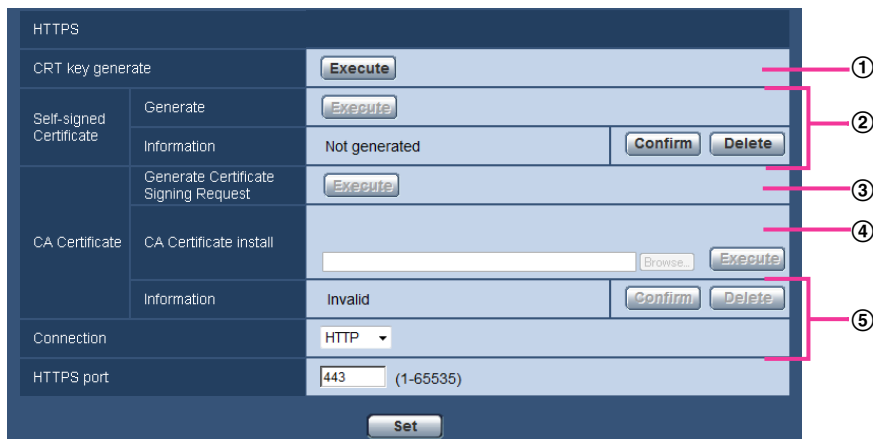 HTTPS
CRT key generate
Execute
①
Self-signed
Certificate
Generate
Execute
②
Information
Not generated
Confirm
Delete
CA Certificate
Generate Certificate
Signing Request
Execute
③
CA Certificate install
④
Browse...
Execute
Information
Invalid
Confirm
Delete
⑤
Connection
HTTP
HTTPS port
443
(1-65535)
Set